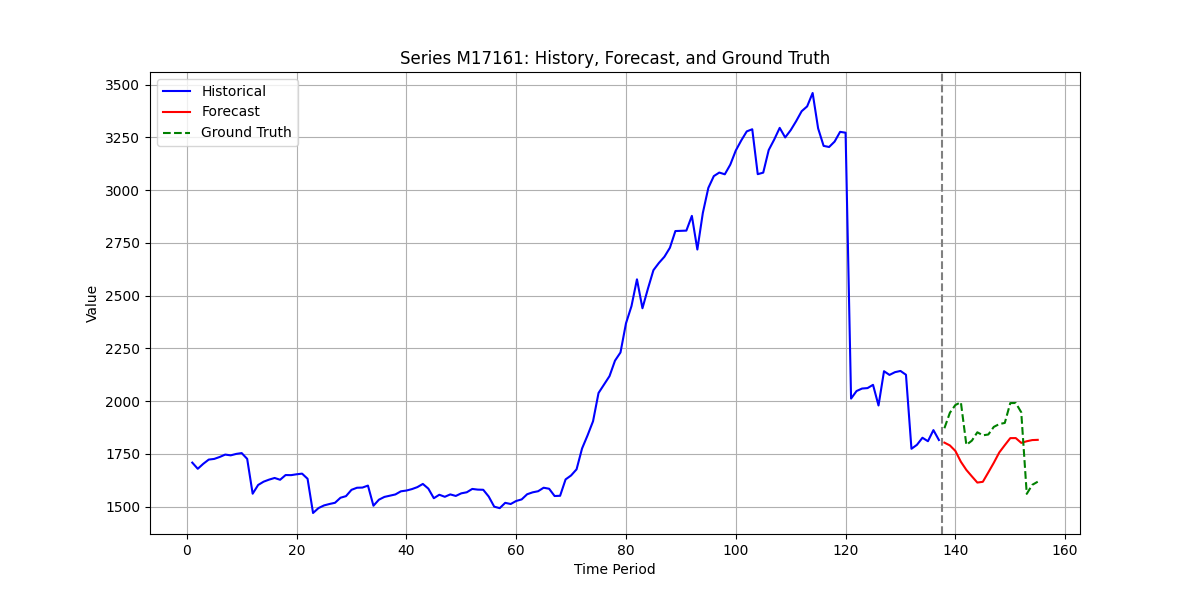 Series M17161: History, Forecast, and Ground Truth
Historical
Forecast
Ground Truth
3500
3250
3000
2750
2500
2250
2000
1750
1500
Value
0 20 40 60 80 100 120 140 160
Time Period